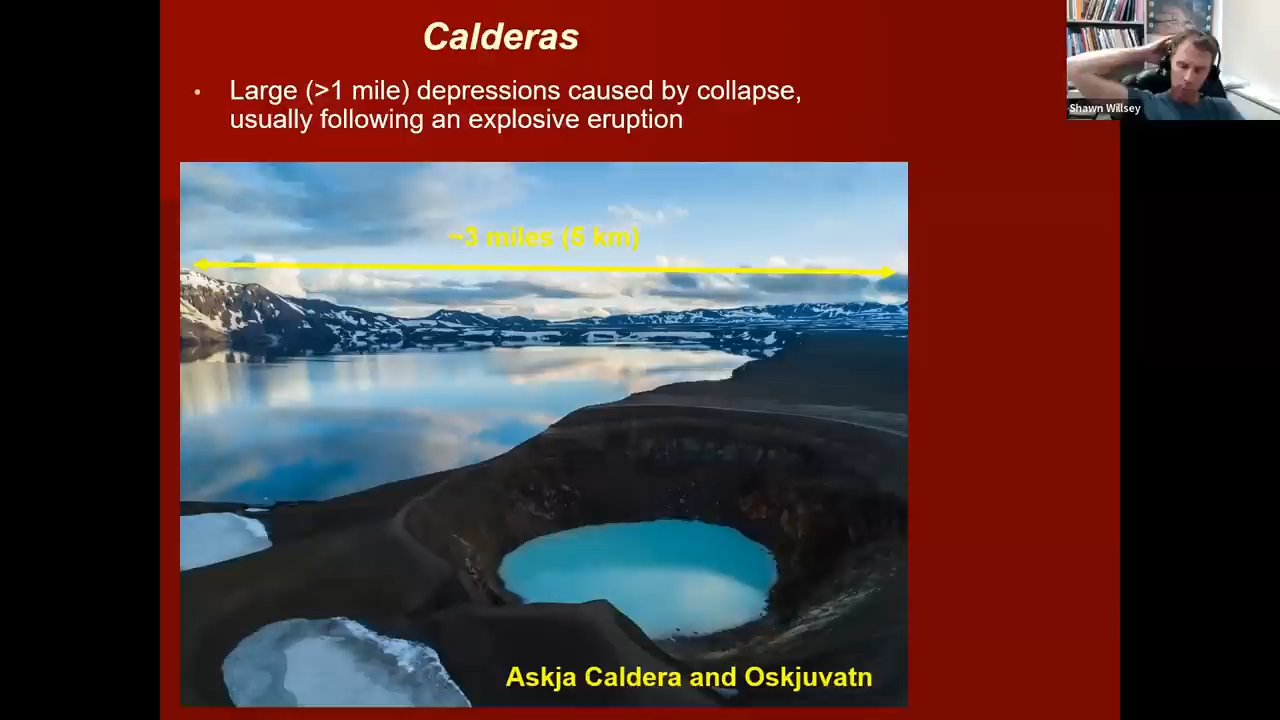 Calderas
• Large (>1 mile) depressions caused by collapse,
usually following an explosive eruption
~3 miles (5 km)
Askja Caldera and Oskjuvatn
Shawn Willsey